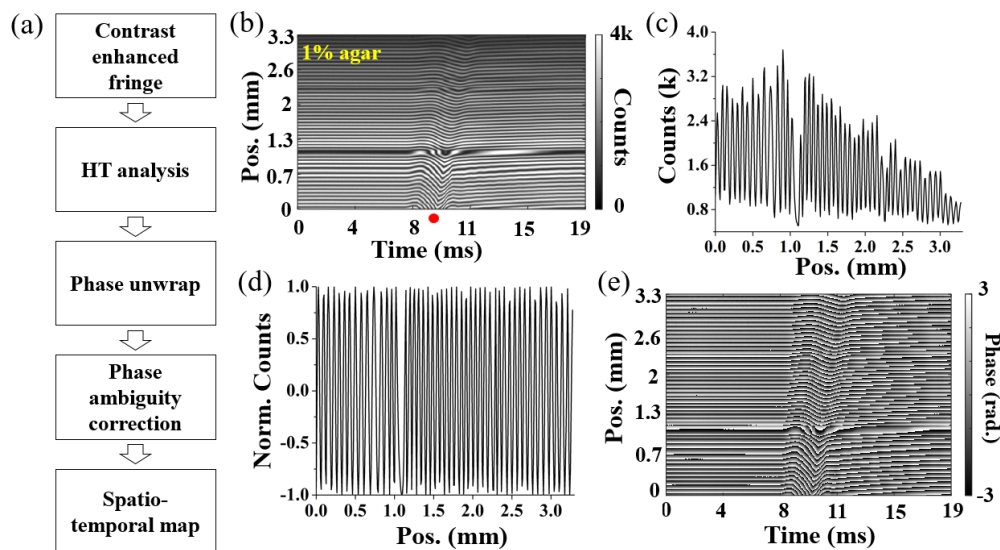 (a)
Contrast
enhanced
fringe
HT analysis
Phase unwrap
Phase
ambiguity
correction
Spatio-
temporal map
(b)
1% agar
3.3
2.6
2
1.3
0.7
0
Pos. (mm)
0 4 8 11 15 19
Time (ms)
4k
0
Counts
(c)
4.0
3.2
2.4
1.6
0.8
Counts (k)
0.0 0.5 1.0 1.5 2.0 2.5 3.0
Pos. (mm)
(d)
1.0
0.5
0.0
-0.5
-1.0
Norm. Counts
0.0 0.5 1.0 1.5 2.0 2.5 3.0
Pos. (mm)
(e)
3.3
2.6
2
1.3
0.7
0
Pos. (mm)
0 4 8 11 15 19
Time (ms)
3
-3
Phase (rad.)